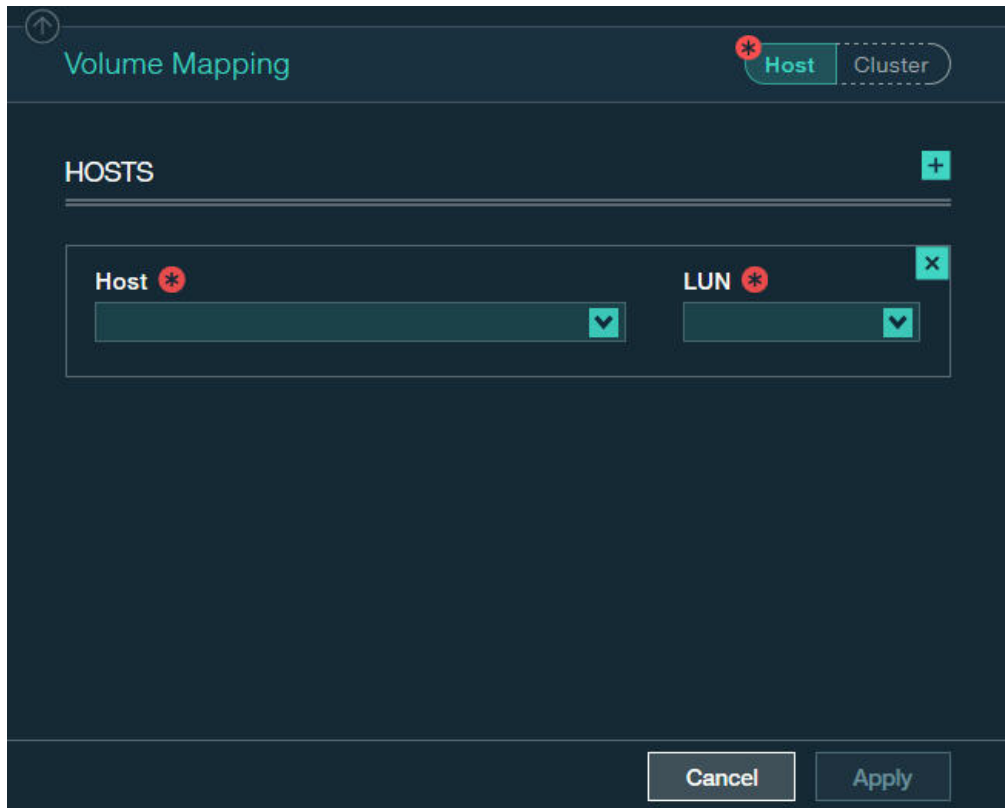 Volume Mapping
Host Cluster
HOSTS
Host LUN
Cancel Apply